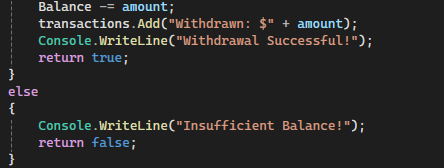 Balance -= amount;
transactions.Add("Withdrawn: $" + amount);
Console.WriteLine("Withdrawal Successful!");
return true;
}
else
{
Console.WriteLine("Insufficient Balance!");
return false;
}